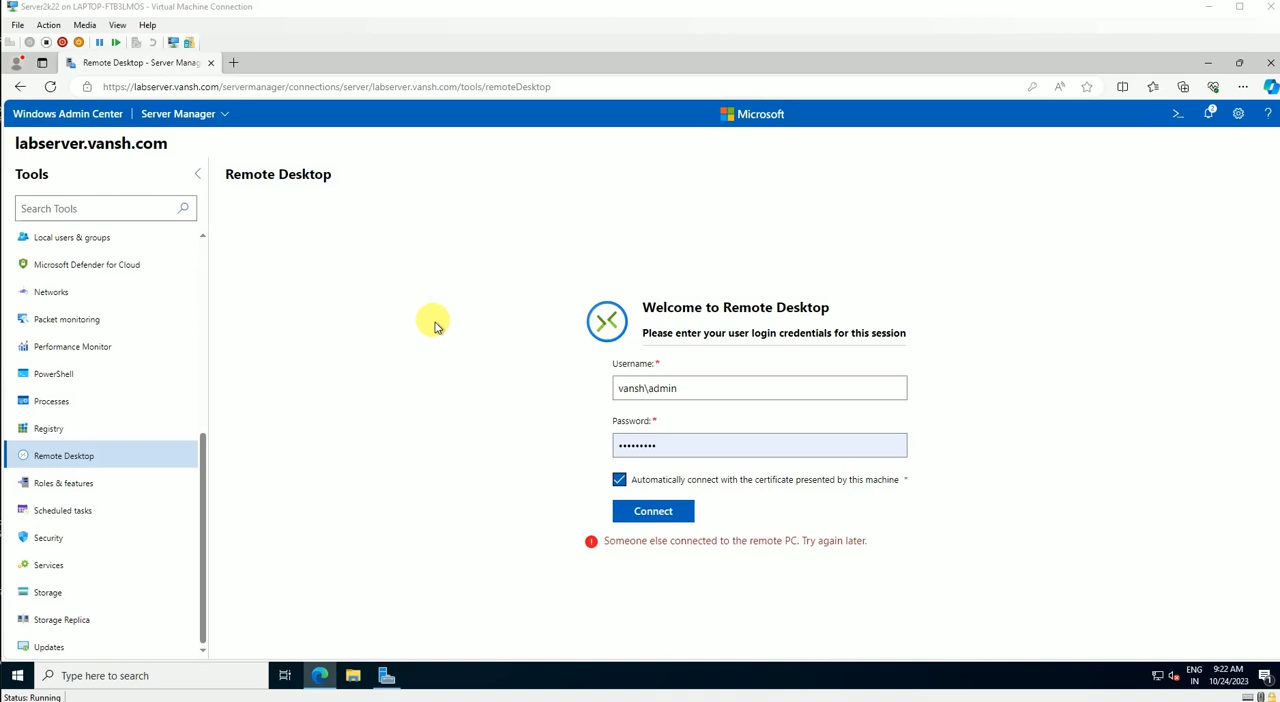 Server2k22 on LAPTOP-FTB3LMOS - Virtual Machine Connection
File Action Media View Help
Remote Desktop - Server Manag
https://labserver.vansh.com/servermanager/connections/server/labserver.vansh.com/tools/remoteDesktop
Windows Admin Center Server Manager Microsoft
labserver.vansh.com
Tools
Remote Desktop
Search Tools
Local users & groups
Microsoft Defender for Cloud
Networks
Packet monitoring
Performance Monitor
PowerShell
Processes
Registry
Remote Desktop
Roles & features
Scheduled tasks
Security
Services
Storage
Storage Replica
Updates
Welcome to Remote Desktop
Please enter your user login credentials for this session
Username:*
vansh\admin
Password:*
•••••••••
Automatically connect with the certificate presented by this machine *
Connect
Someone else connected to the remote PC. Try again later.
Type here to search
ENG
IN
9:22 AM
10/24/2023
Status: Running